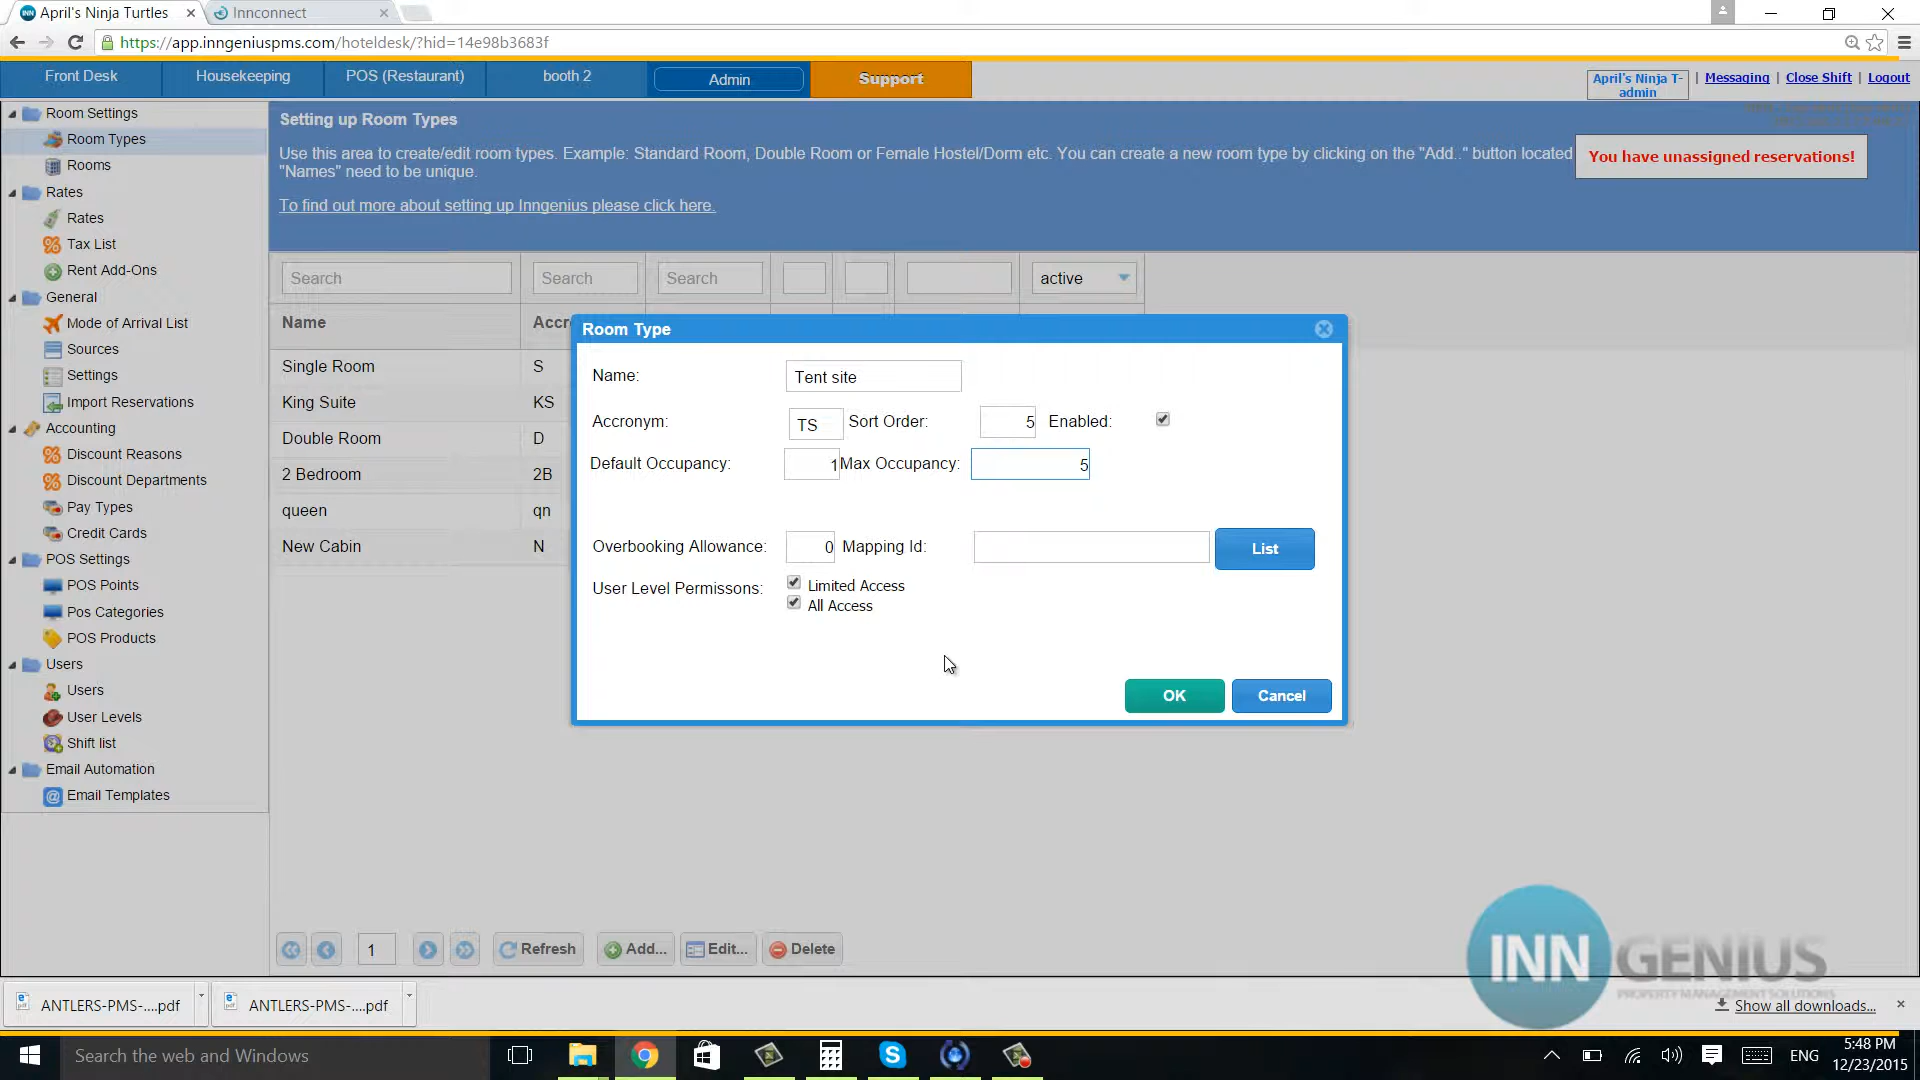 April's Ninja Turtles
Innconnect
https://app.inngeniuspms.com/hoteldesk/?hid=14e98b3683f
Front Desk
Housekeeping
POS (Restaurant)
booth 2
Admin
Support
April's Ninja T-
admin
| Messaging | Close Shift | Logout
Room Settings
Room Types
Rooms
Rates
Rates
Tax List
Rent Add-Ons
General
Mode of Arrival List
Sources
Settings
Import Reservations
Accounting
Discount Reasons
Discount Departments
Pay Types
Credit Cards
POS Settings
POS Points
Pos Categories
POS Products
Users
Users
User Levels
Shift list
Email Automation
Email Templates
Setting up Room Types
Use this area to create/edit room types. Example: Standard Room, Double Room or Female Hostel/Dorm etc. You can create a new room type by clicking on the "Add.." button located
"Names" need to be unique.
To find out more about setting up Inngenius please click here.
You have unassigned reservations!
Search Search Search active
Name Accr
Single Room S
King Suite KS
Double Room D
2 Bedroom 2B
queen qn
New Cabin N
Room Type
Name: Tent site
Accronym: TS Sort Order: 5 Enabled:
Default Occupancy: 1 Max Occupancy: 5
Overbooking Allowance: 0 Mapping Id: List
User Level Permissons: Limited Access
All Access
OK Cancel
1 Refresh Add... Edit... Delete
INNGENIUS
PROPERTY MANAGEMENT SOLUTIONS
ANTLERS-PMS-....pdf
ANTLERS-PMS-....pdf
Show all downloads...
Search the web and Windows
ENG
5:48 PM
12/23/2015